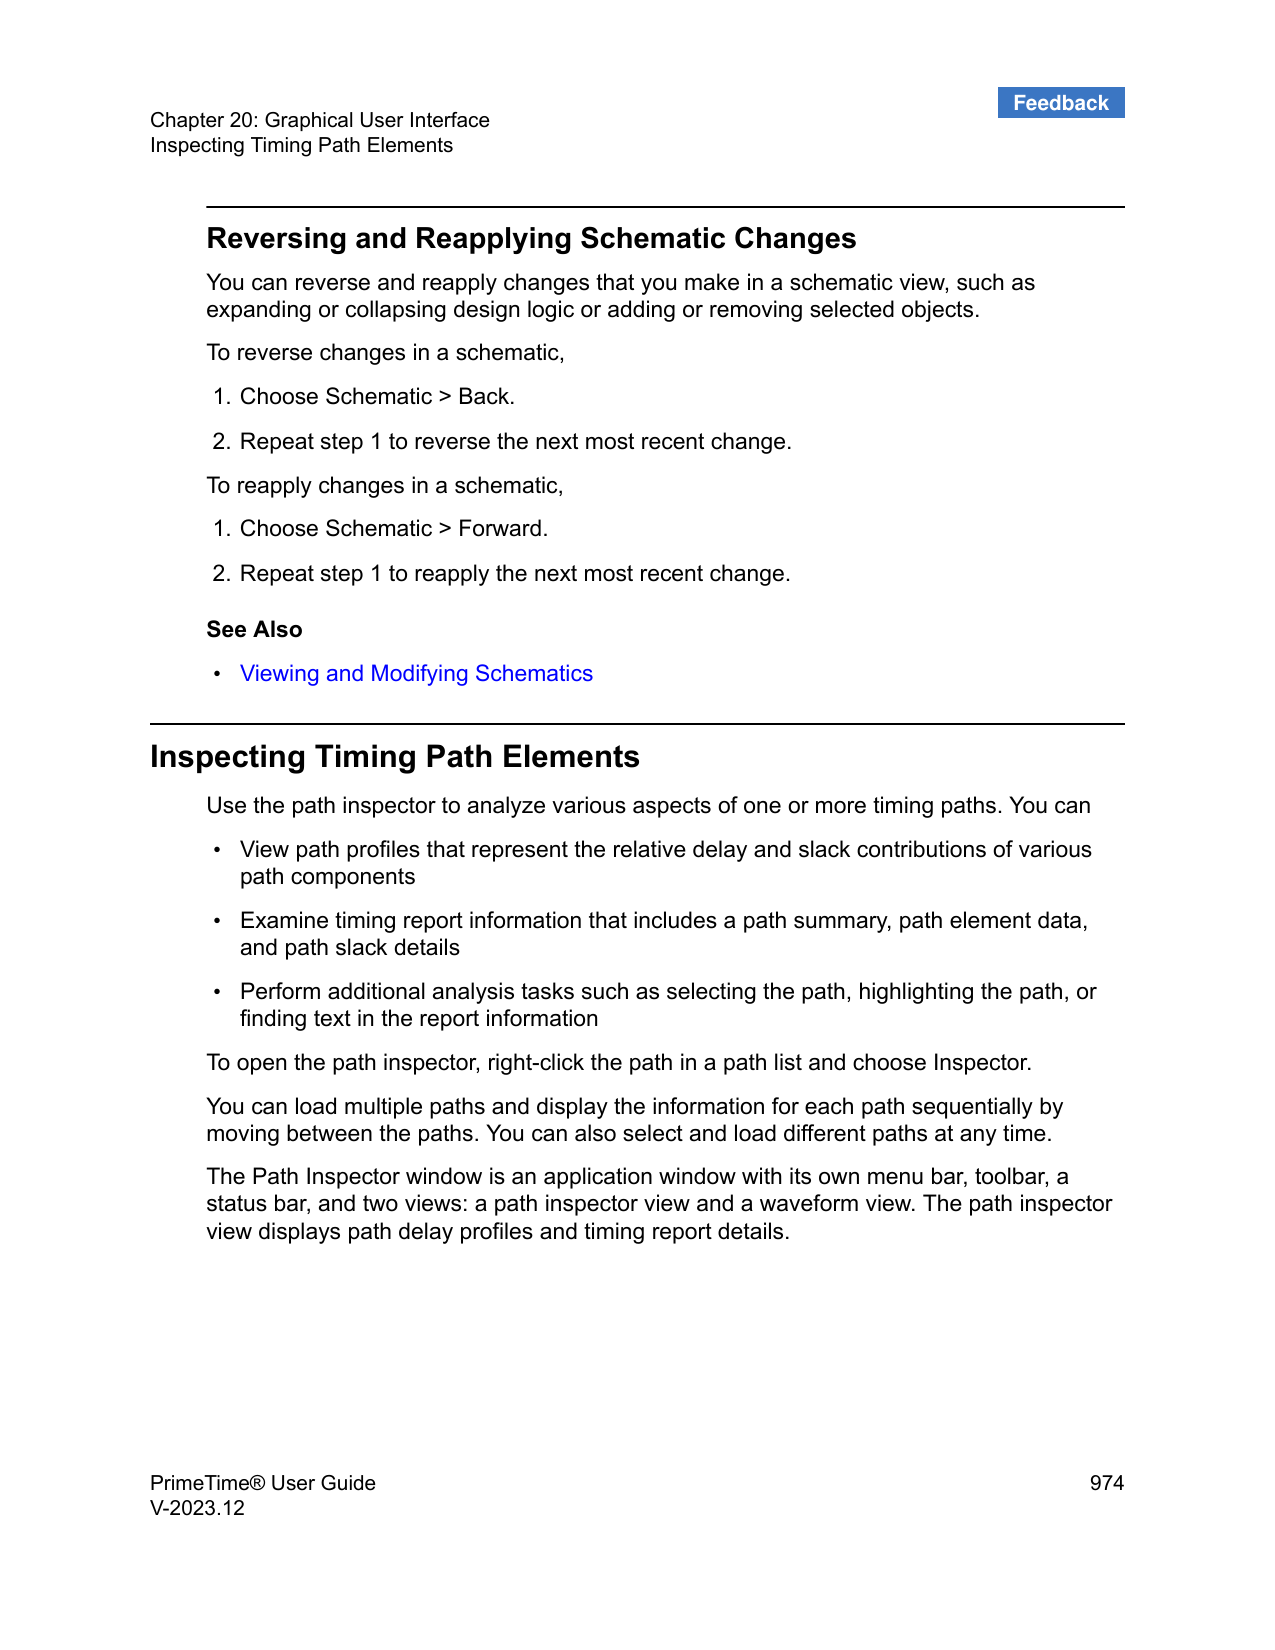 Feedback
Chapter 20: Graphical User Interface
Inspecting Timing Path Elements
Reversing and Reapplying Schematic Changes
You can reverse and reapply changes that you make in a schematic view, such as
expanding or collapsing design logic or adding or removing selected objects.
To reverse changes in a schematic,
1. Choose Schematic > Back.
2. Repeat step 1 to reverse the next most recent change.
To reapply changes in a schematic,
1. Choose Schematic > Forward.
2. Repeat step 1 to reapply the next most recent change.
See Also
• Viewing and Modifying Schematics
Inspecting Timing Path Elements
Use the path inspector to analyze various aspects of one or more timing paths. You can
• View path profiles that represent the relative delay and slack contributions of various
path components
• Examine timing report information that includes a path summary, path element data,
and path slack details
• Perform additional analysis tasks such as selecting the path, highlighting the path, or
finding text in the report information
To open the path inspector, right-click the path in a path list and choose Inspector.
You can load multiple paths and display the information for each path sequentially by
moving between the paths. You can also select and load different paths at any time.
The Path Inspector window is an application window with its own menu bar, toolbar, a
status bar, and two views: a path inspector view and a waveform view. The path inspector
view displays path delay profiles and timing report details.
PrimeTime® User Guide 974
V-2023.12